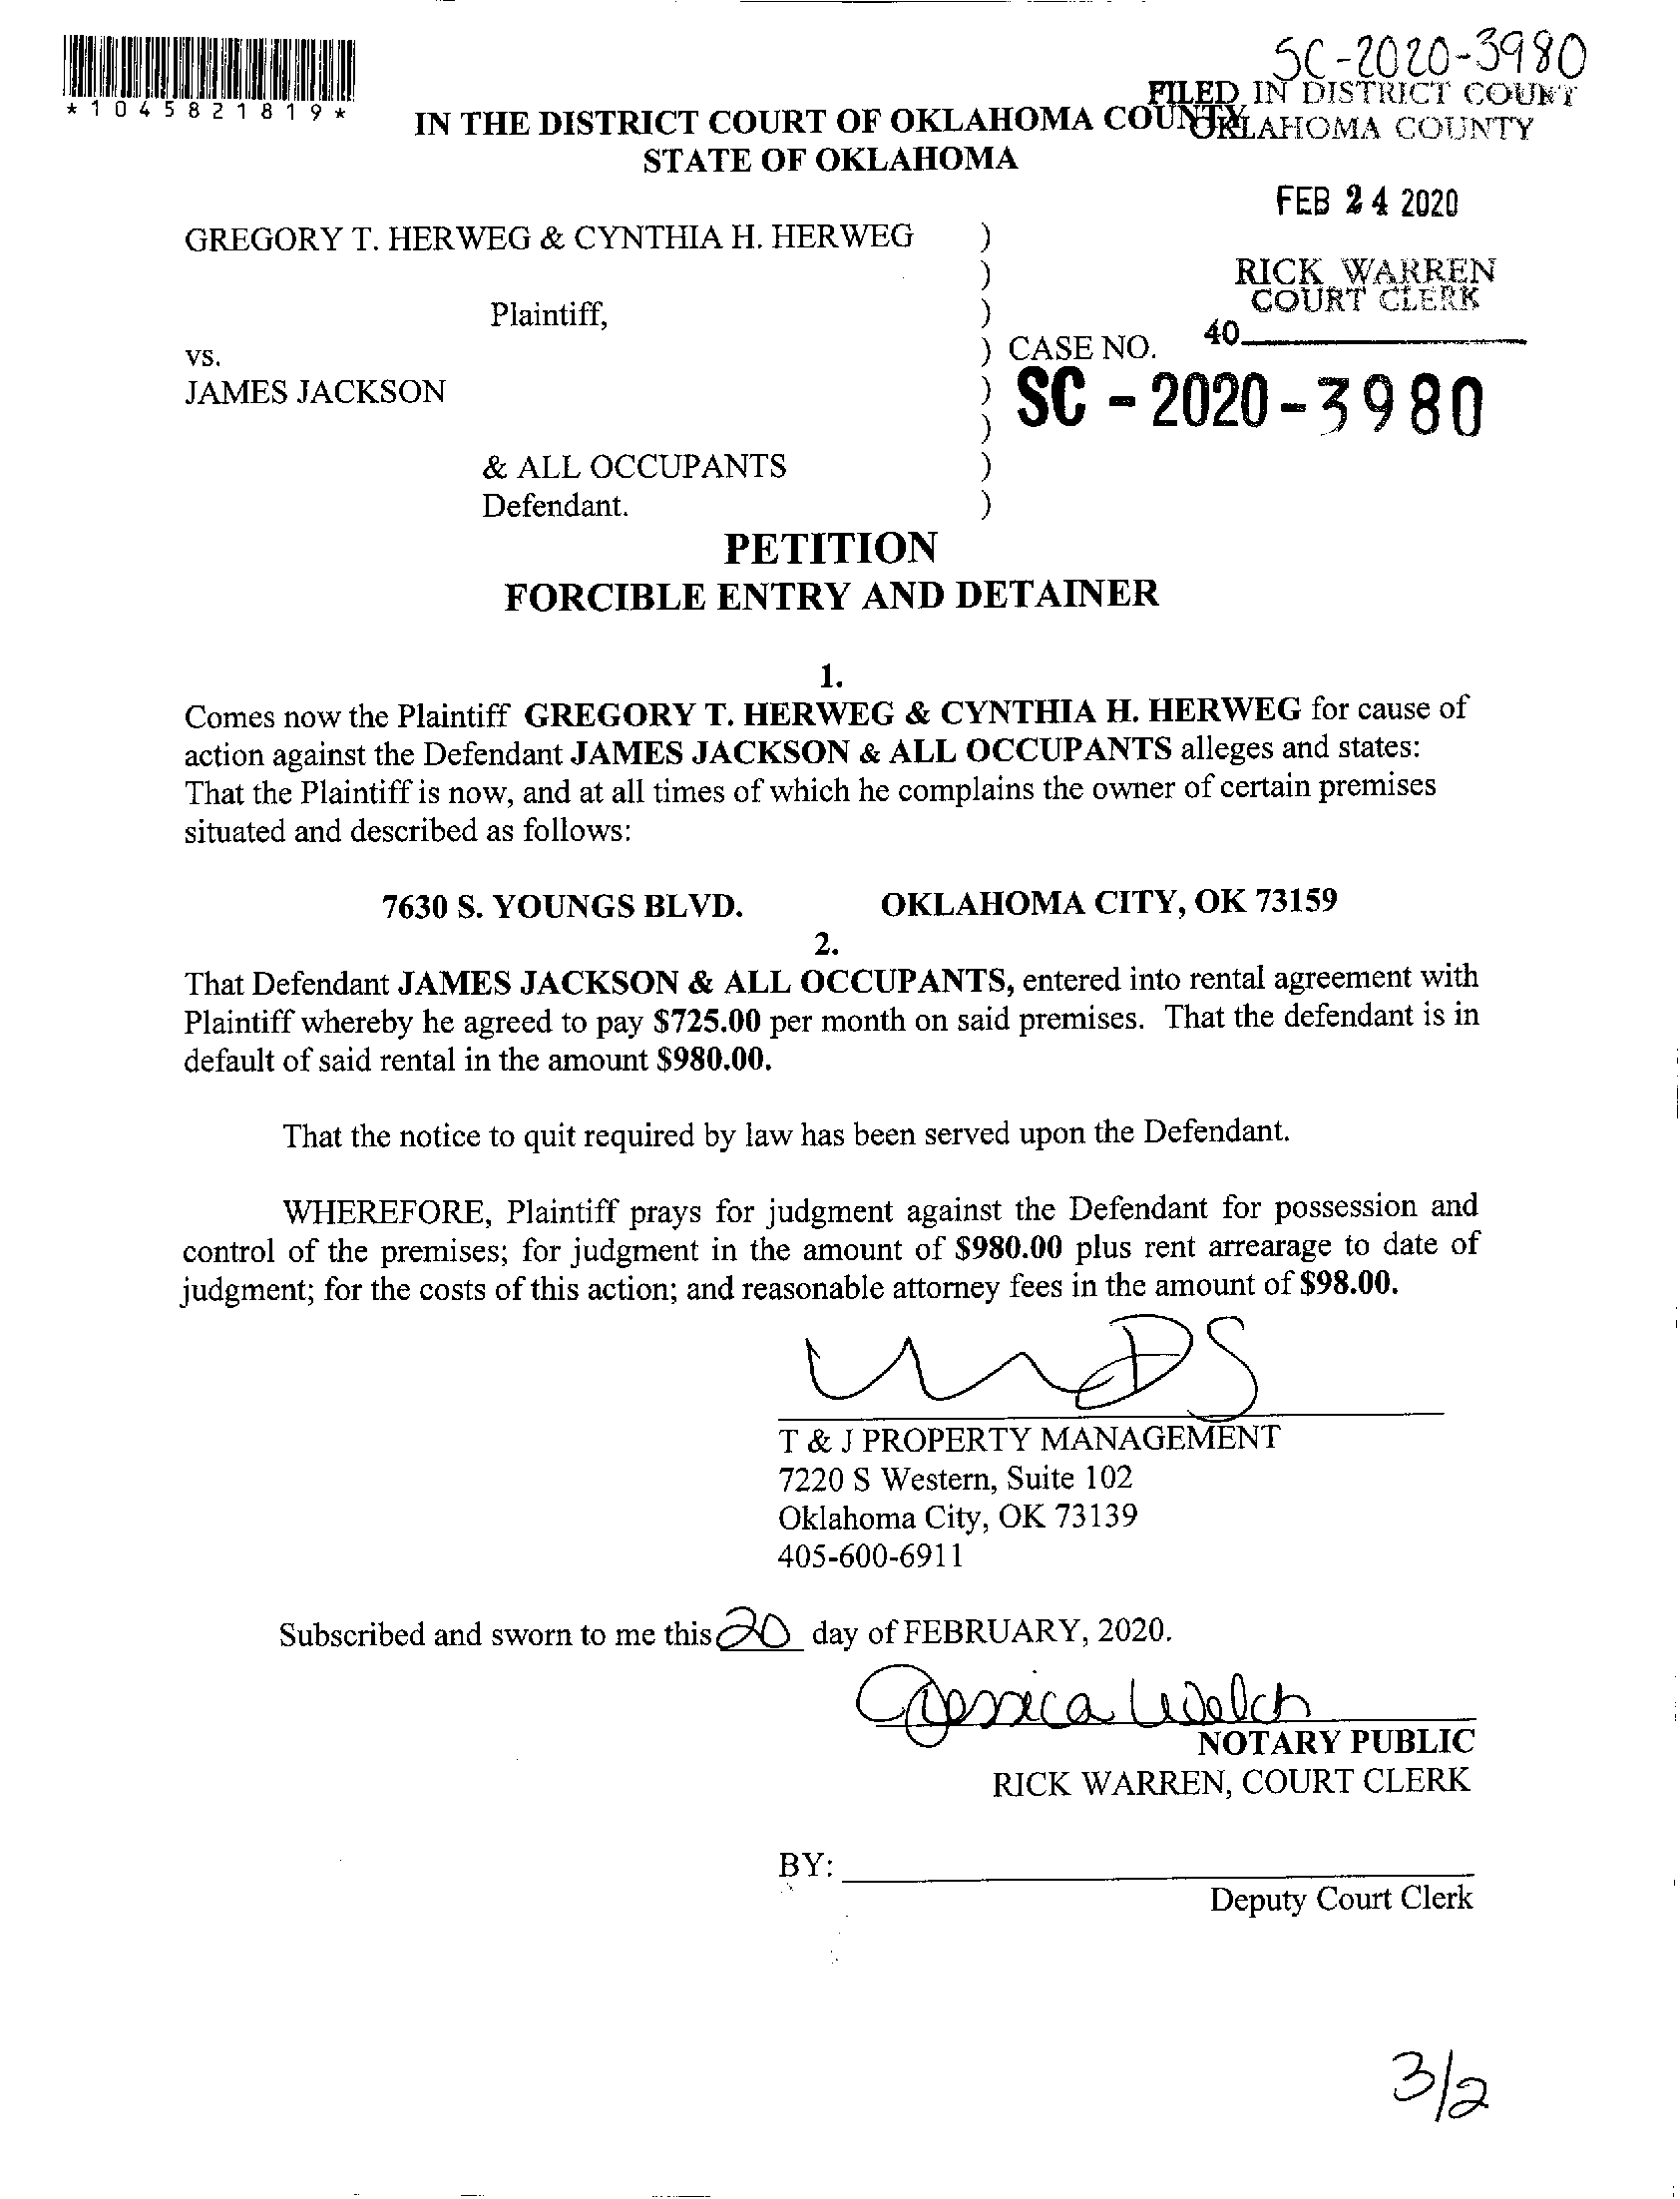 SC-2020-3980
*1045821819*
FILED IN DISTRICT COURT
OKLAHOMA COUNTY
IN THE DISTRICT COURT OF OKLAHOMA COUNTY
STATE OF OKLAHOMA
FEB 24 2020
GREGORY T. HERWEG & CYNTHIA H. HERWEG )
)
RICK WARREN
COURT CLERK
Plaintiff, )
40
vs. ) CASE NO.
JAMES JACKSON ) SC - 2020 - 3980
)
& ALL OCCUPANTS )
Defendant. )
PETITION
FORCIBLE ENTRY AND DETAINER
1.
Comes now the Plaintiff GREGORY T. HERWEG & CYNTHIA H. HERWEG for cause of
action against the Defendant JAMES JACKSON & ALL OCCUPANTS alleges and states:
That the Plaintiff is now, and at all times of which he complains the owner of certain premises
situated and described as follows:
7630 S. YOUNGS BLVD. OKLAHOMA CITY, OK 73159
2.
That Defendant JAMES JACKSON & ALL OCCUPANTS, entered into rental agreement with
Plaintiff whereby he agreed to pay $725.00 per month on said premises. That the defendant is in
default of said rental in the amount $980.00.
That the notice to quit required by law has been served upon the Defendant.
WHEREFORE, Plaintiff prays for judgment against the Defendant for possession and
control of the premises; for judgment in the amount of $980.00 plus rent arrearage to date of
judgment; for the costs of this action; and reasonable attorney fees in the amount of $98.00.
T & J PROPERTY MANAGEMENT
7220 S Western, Suite 102
Oklahoma City, OK 73139
405-600-6911
Subscribed and sworn to me this 20 day of FEBRUARY, 2020.
Jessica Welch
NOTARY PUBLIC
RICK WARREN, COURT CLERK
BY:
Deputy Court Clerk
3/2